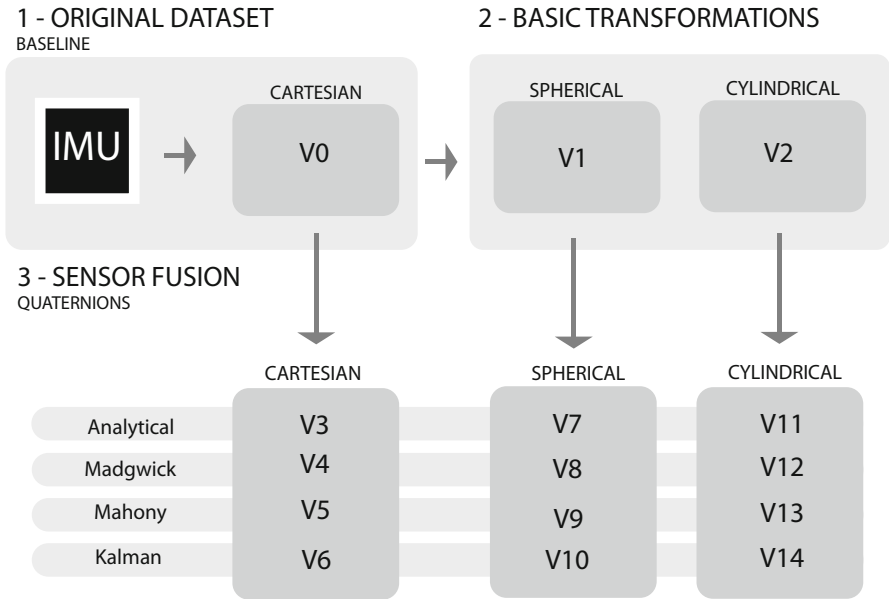 1 - ORIGINAL DATASET
BASELINE
2 - BASIC TRANSFORMATIONS
IMU
CARTESIAN
V0
SPHERICAL
V1
CYLINDRICAL
V2
3 - SENSOR FUSION
QUATERNIONS
CARTESIAN
SPHERICAL
CYLINDRICAL
Analytical
V3
V7
V11
Madgwick
V4
V8
V12
Mahony
V5
V9
V13
Kalman
V6
V10
V14